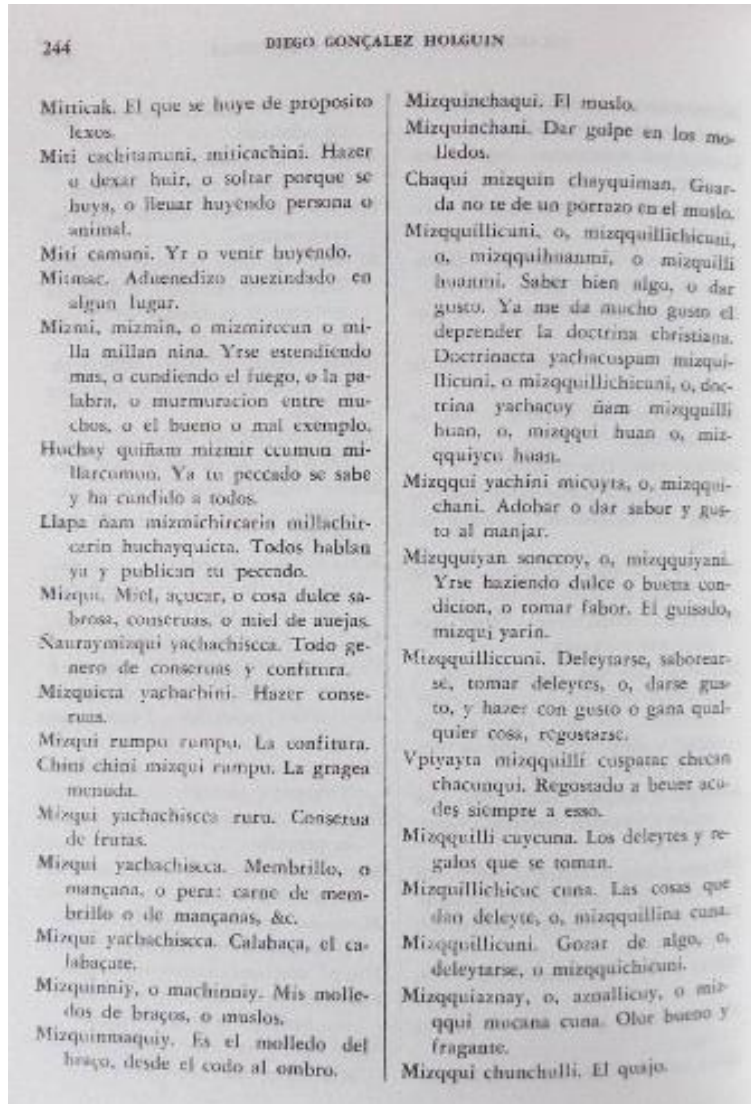 244
DIEGO GONÇALEZ HOLGUIN
Mitticak. El que se huye de proposito
lexos.
Miti cachitamuni, miticachini. Hazer
o dexar huir, o soltar porque se
huya, o lleuar huyendo persona o
animal.
Miti camuni. Yr o venir huyendo.
Mitmac. Aduenedizo auezindado en
algun lugar.
Mizmi, mizmin, o mizmirccun o mi-
lla millan nina. Yrse estendiendo
mas, o cundiendo el fuego, o la pa-
labra, o murmuracion entre mu-
chos, o el bueno o mal exemplo.
Huchay quiñam mizmir ccumun mi-
llarcumun. Ya tu peccado se sabe
y ha cundido a todos.
Llapa ñam mizmichircarin millachir-
carin huchayquicta. Todos hablan
ya y publican tu peccado.
Mizqui. Miel, açucar, o cosa dulce sa-
brosa, conseruas, o miel de auejas.
Ñauraymizqui yachachiscca. Todo ge-
nero de conseruas y confitura.
Mizquicta yachachini. Hazer conse-
ruas.
Mizqui rumpu rumpu. La confitura.
Chini chini mizqui rumpu. La gragea
menuda.
Mizqui yachachiscca ruru. Conserua
de frutas.
Mizqui yachachiscca. Membrillo, o
mançana, o pera: carne de mem-
brillo o de mançanas, &c.
Mizqui yachachiscca. Calabaça, el ca-
labaçate.
Mizquinniy, o machinniy. Mis molle-
dos de braços, o muslos.
Mizquinmaquiy. Es el molledo del
braço, desde el codo al ombro.
Mizquinchaqui. El muslo.
Mizquinchani. Dar golpe en los mo-
lledos.
Chaqui mizquin chayquiman. Guar-
da no te de un porrazo en el muslo.
Mizqquillicuni, o, mizqquillichicuni,
o, mizqquihuanmi, o mizquilli
huanmi. Saber bien algo, o dar
gusto. Ya me da mucho gusto el
deprender la doctrina christiana.
Doctrinacta yachacuspam mizqui-
llicuni, o mizqquillichicuni, o, doc-
trina yachacuy ñam mizqquilli
huan, o, mizqqui huan o, miz-
qquiycu huan.
Mizqqui yachini micuyta, o, mizqqui-
chani. Adobar o dar sabor y gus-
to al manjar.
Mizqquiyan sonccoy, o, mizqquiyani.
Yrse haziendo dulce o buena con-
dicion, o tomar fabor. El guisado,
mizqui yarin.
Mizqquilliccuni. Deleytarse, saborear-
se, tomar deleytes, o, darse gus-
to, y hazer con gusto o gana qual-
quier cosa, regostarse.
Vpiyayta mizqquilli cuspatac checan
chacunqui. Regostado a beuer acu-
des siempre a esso.
Mizqquilli cuycuna. Los deleytes y re-
galos que se toman.
Mizquillichicuc cuna. Las cosas que
dan deleyte, o, mizqquillina cuna.
Mizqquillicuni. Gozar de algo, o,
deleytarse, o mizqquichicuni.
Mizqquiaznay, o, aznallicuy, o miz-
qqui mucana cuna. Olor bueno y
fragante.
Mizqqui chunchulli. El quajo.